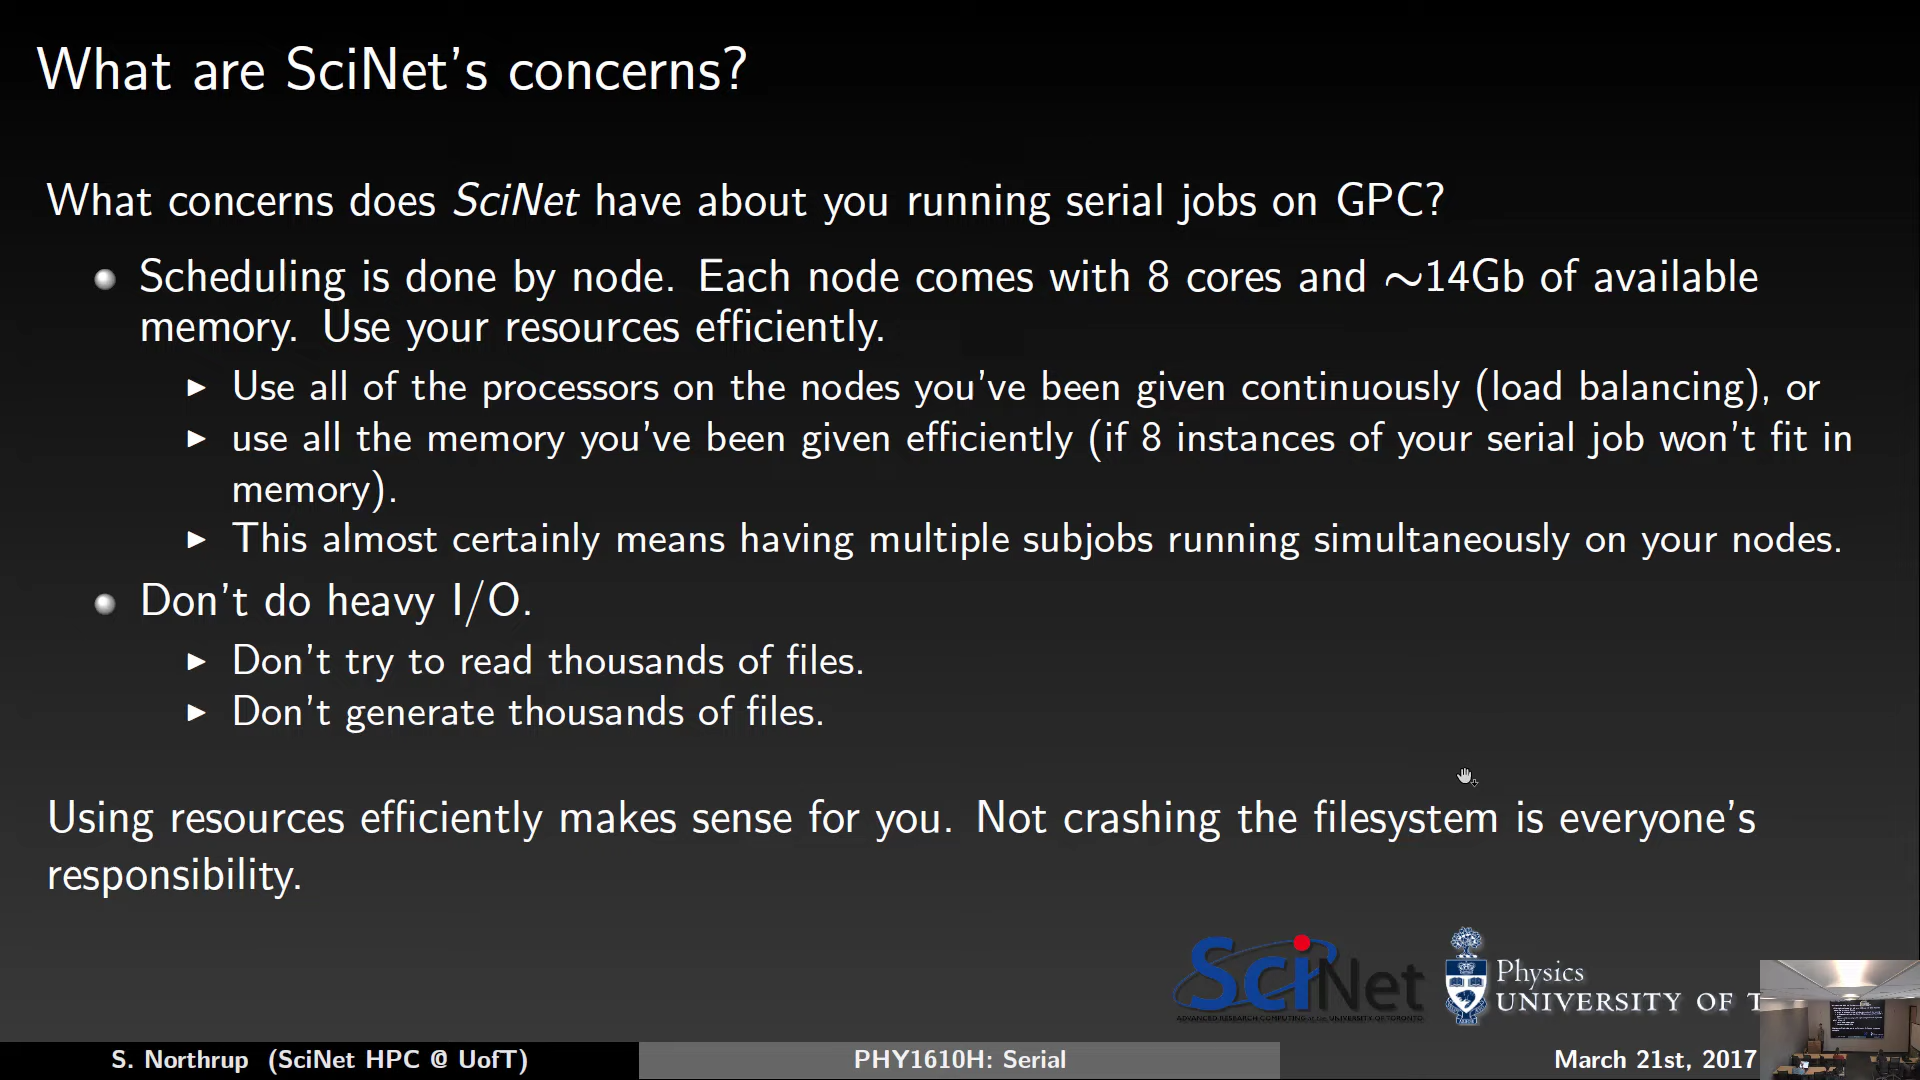 What are SciNet's concerns?
What concerns does SciNet have about you running serial jobs on GPC?
Scheduling is done by node. Each node comes with 8 cores and ∼14Gb of available
memory. Use your resources efficiently.
Use all of the processors on the nodes you've been given continuously (load balancing), or
use all the memory you've been given efficiently (if 8 instances of your serial job won't fit in
memory).
This almost certainly means having multiple subjobs running simultaneously on your nodes.
Don't do heavy I/O.
Don't try to read thousands of files.
Don't generate thousands of files.
Using resources efficiently makes sense for you. Not crashing the filesystem is everyone's
responsibility.
SciNet
ADVANCED RESEARCH COMPUTING at the UNIVERSITY OF TORONTO
Physics
UNIVERSITY OF T
S. Northrup (SciNet HPC @ UofT)
PHY1610H: Serial
March 21st, 2017